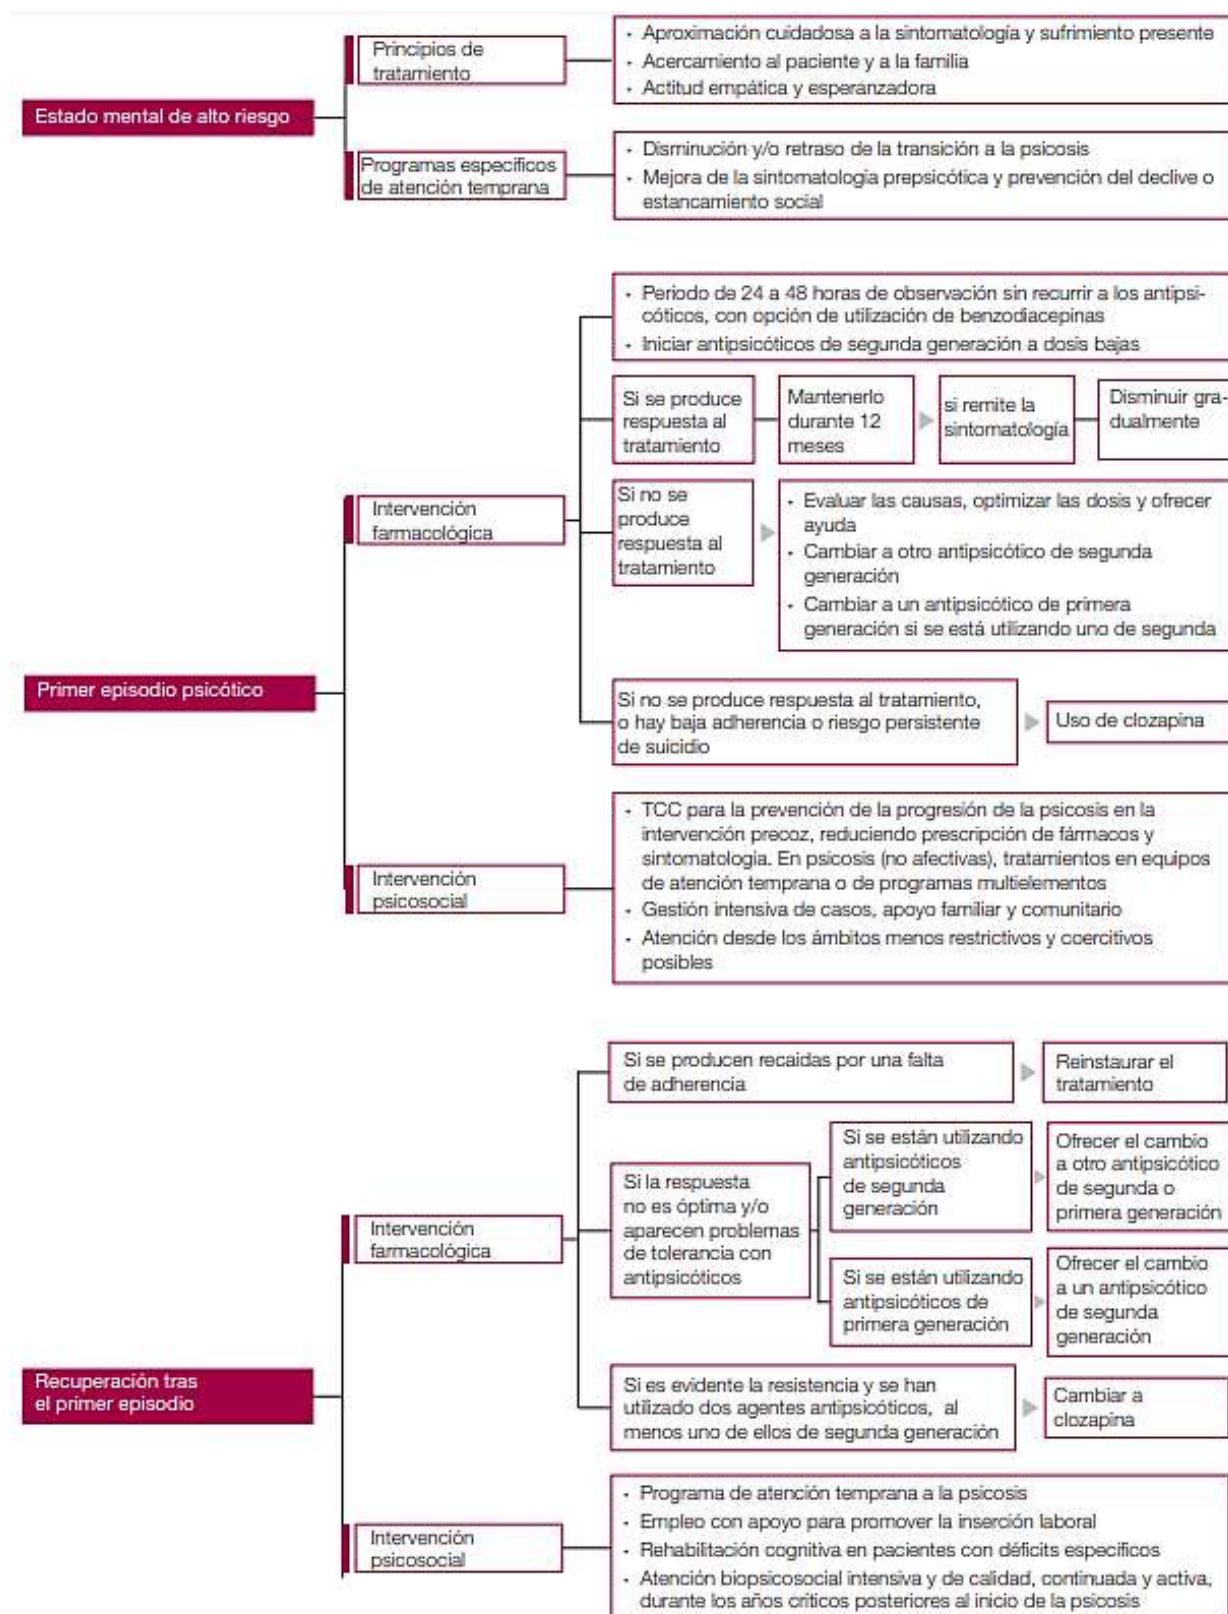 Estado mental de alto riesgo
Principios de
tratamiento
• Aproximación cuidadosa a la sintomatología y sufrimiento presente
• Acercamiento al paciente y a la familia
• Actitud empática y esperanzadora
Programas específicos
de atención temprana
• Disminución y/o retraso de la transición a la psicosis
• Mejora de la sintomatología prepsicótica y prevención del declive o
estancamiento social
Primer episodio psicótico
Intervención
farmacológica
• Periodo de 24 a 48 horas de observación sin recurrir a los antipsi-
cóticos, con opción de utilización de benzodiacepinas
• Iniciar antipsicóticos de segunda generación a dosis bajas
Si se produce
respuesta al
tratamiento
Mantenerlo
durante 12
meses
si remite la
sintomatología
Disminuir gra-
dualmente
Si no se
produce
respuesta al
tratamiento
• Evaluar las causas, optimizar las dosis y ofrecer
ayuda
• Cambiar a otro antipsicótico de segunda
generación
• Cambiar a un antipsicótico de primera
generación si se está utilizando uno de segunda
Si no se produce respuesta al tratamiento,
o hay baja adherencia o riesgo persistente
de suicidio
Uso de clozapina
Intervención
psicosocial
• TCC para la prevención de la progresión de la psicosis en la
intervención precoz, reduciendo prescripción de fármacos y
sintomatología. En psicosis (no afectivas), tratamientos en equipos
de atención temprana o de programas multielementos
• Gestión intensiva de casos, apoyo familiar y comunitario
• Atención desde los ámbitos menos restrictivos y coercitivos
posibles
Recuperación tras
el primer episodio
Intervención
farmacológica
Si se producen recaidas por una falta
de adherencia
Reinstaurar el
tratamiento
Si la respuesta
no es óptima y/o
aparecen problemas
de tolerancia con
antipsicóticos
Si se están utilizando
antipsicóticos
de segunda
generación
Ofrecer el cambio
a otro antipsicótico
de segunda o
primera generación
Si se están utilizando
antipsicóticos de
primera generación
Ofrecer el cambio
a un antipsicótico
de segunda
generación
Si es evidente la resistencia y se han
utilizado dos agentes antipsicóticos, al
menos uno de ellos de segunda generación
Cambiar a
clozapina
Intervención
psicosocial
• Programa de atención temprana a la psicosis
• Empleo con apoyo para promover la inserción laboral
• Rehabilitación cognitiva en pacientes con déficits específicos
• Atención biopsicosocial intensiva y de calidad, continuada y activa,
durante los años críticos posteriores al inicio de la psicosis